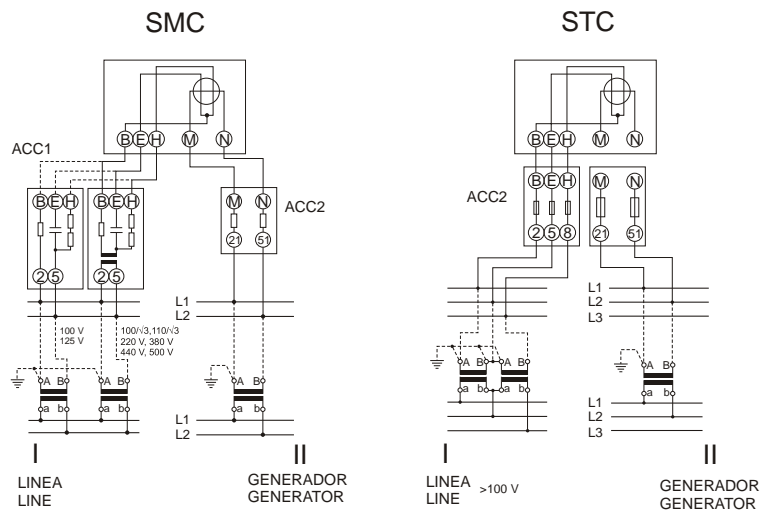 SMC
STC
B E H M N
B E H M N
ACC1
B E H B E H
M N
ACC2
ACC2
B E H
M N
2 5 2 5
21 51
2 5 8
21 51
L1
L2
L1
L2
L3
100 V
125 V
100/√3,110/√3
220 V, 380 V
440 V, 500 V
A B A B
A B
A B A B
A B
a b a b
a b
a b a b
a b
L1
L2
L1
L2
L3
I
II
I
II
LINEA
LINE
GENERADOR
GENERATOR
LINEA
LINE
>100 V
GENERADOR
GENERATOR